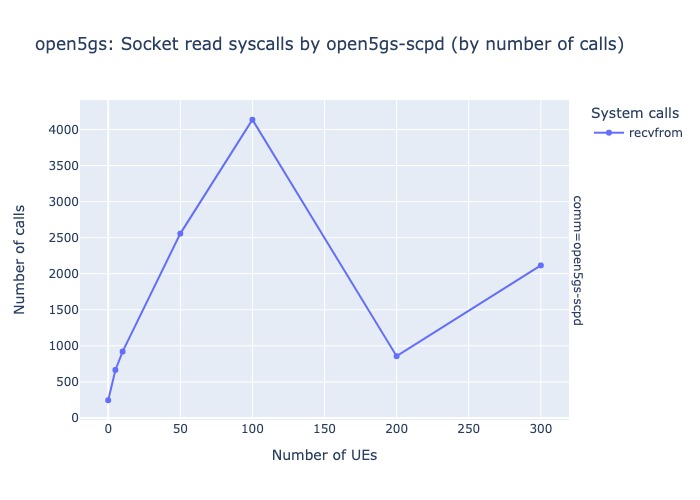 open5gs: Socket read syscalls by open5gs-scpd (by number of calls)
System calls
recvfrom
4000
3500
3000
2500
2000
1500
1000
500
0
Number of calls
comm=open5gs-scpd
0 50 100 150 200 250 300
Number of UEs